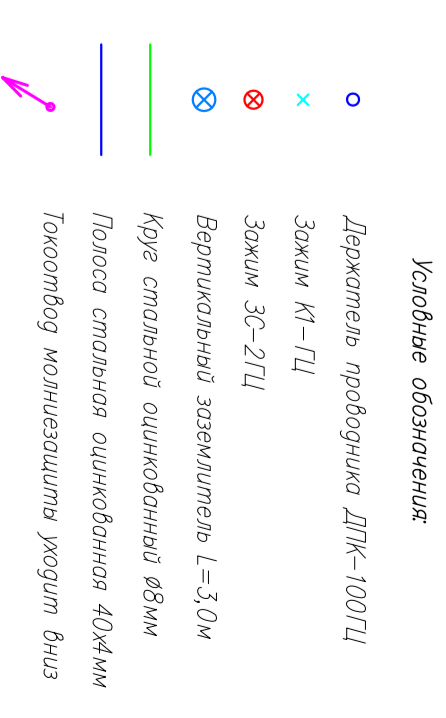 Условные обозначения:
Держатель проводника ДПК-100ГЦ
Зажим К1-ГЦ
Зажим ЗС-2ГЦ
Вертикальный заземлитель L=3,0м
Круг стальной оцинкованный ø8мм
Полоса стальная оцинкованная 40х4мм
Токоотвод молниезащиты уходит вниз